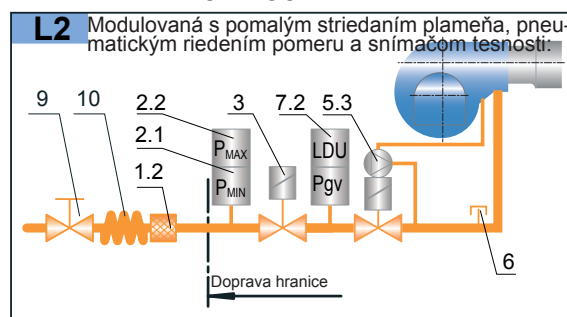 L2 Modulovaná s pomalým striedaním plameňa, pneu-
matickým riedením pomeru a snímačom tesnosti:
9 10 2.2 3 7.2 5.3
2.1
1.2
PMAX LDU
PMIN Pgv
6
Doprava hranice